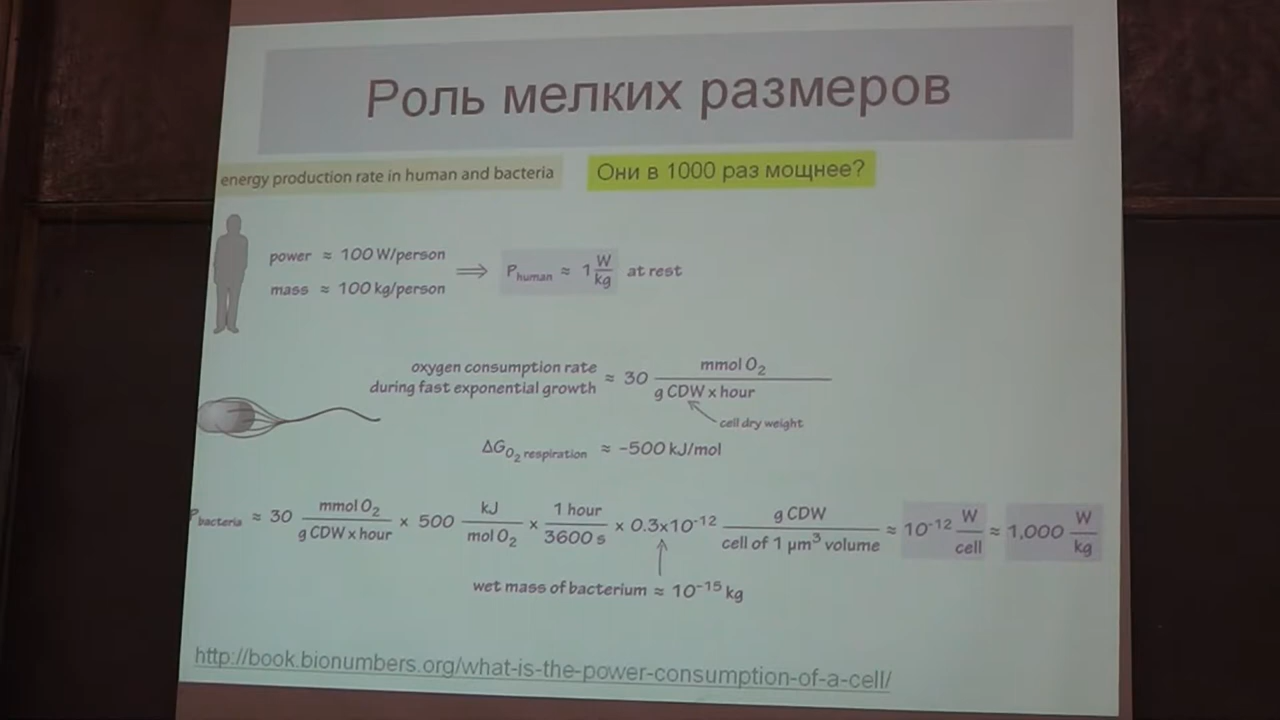 Роль мелких размеров
energy production rate in human and bacteria
Они в 1000 раз мощнее?
power ≈ 100 W/person
mass ≈ 100 kg/person
⟹ P_human ≈ 1 W/kg at rest
oxygen consumption rate
during fast exponential growth ≈ 30 mmol O₂ / g CDW x hour
cell dry weight
ΔG_O₂ respiration ≈ −500 kJ/mol
P_bacteria ≈ 30 mmol O₂ / g CDW x hour × 500 kJ / mol O₂ × 1 hour / 3600 s × 0.3x10⁻¹² g CDW / cell of 1 µm³ volume ≈ 10⁻¹² W/cell ≈ 1,000 W/kg
wet mass of bacterium ≈ 10⁻¹⁵ kg
http://book.bionumbers.org/what-is-the-power-consumption-of-a-cell/